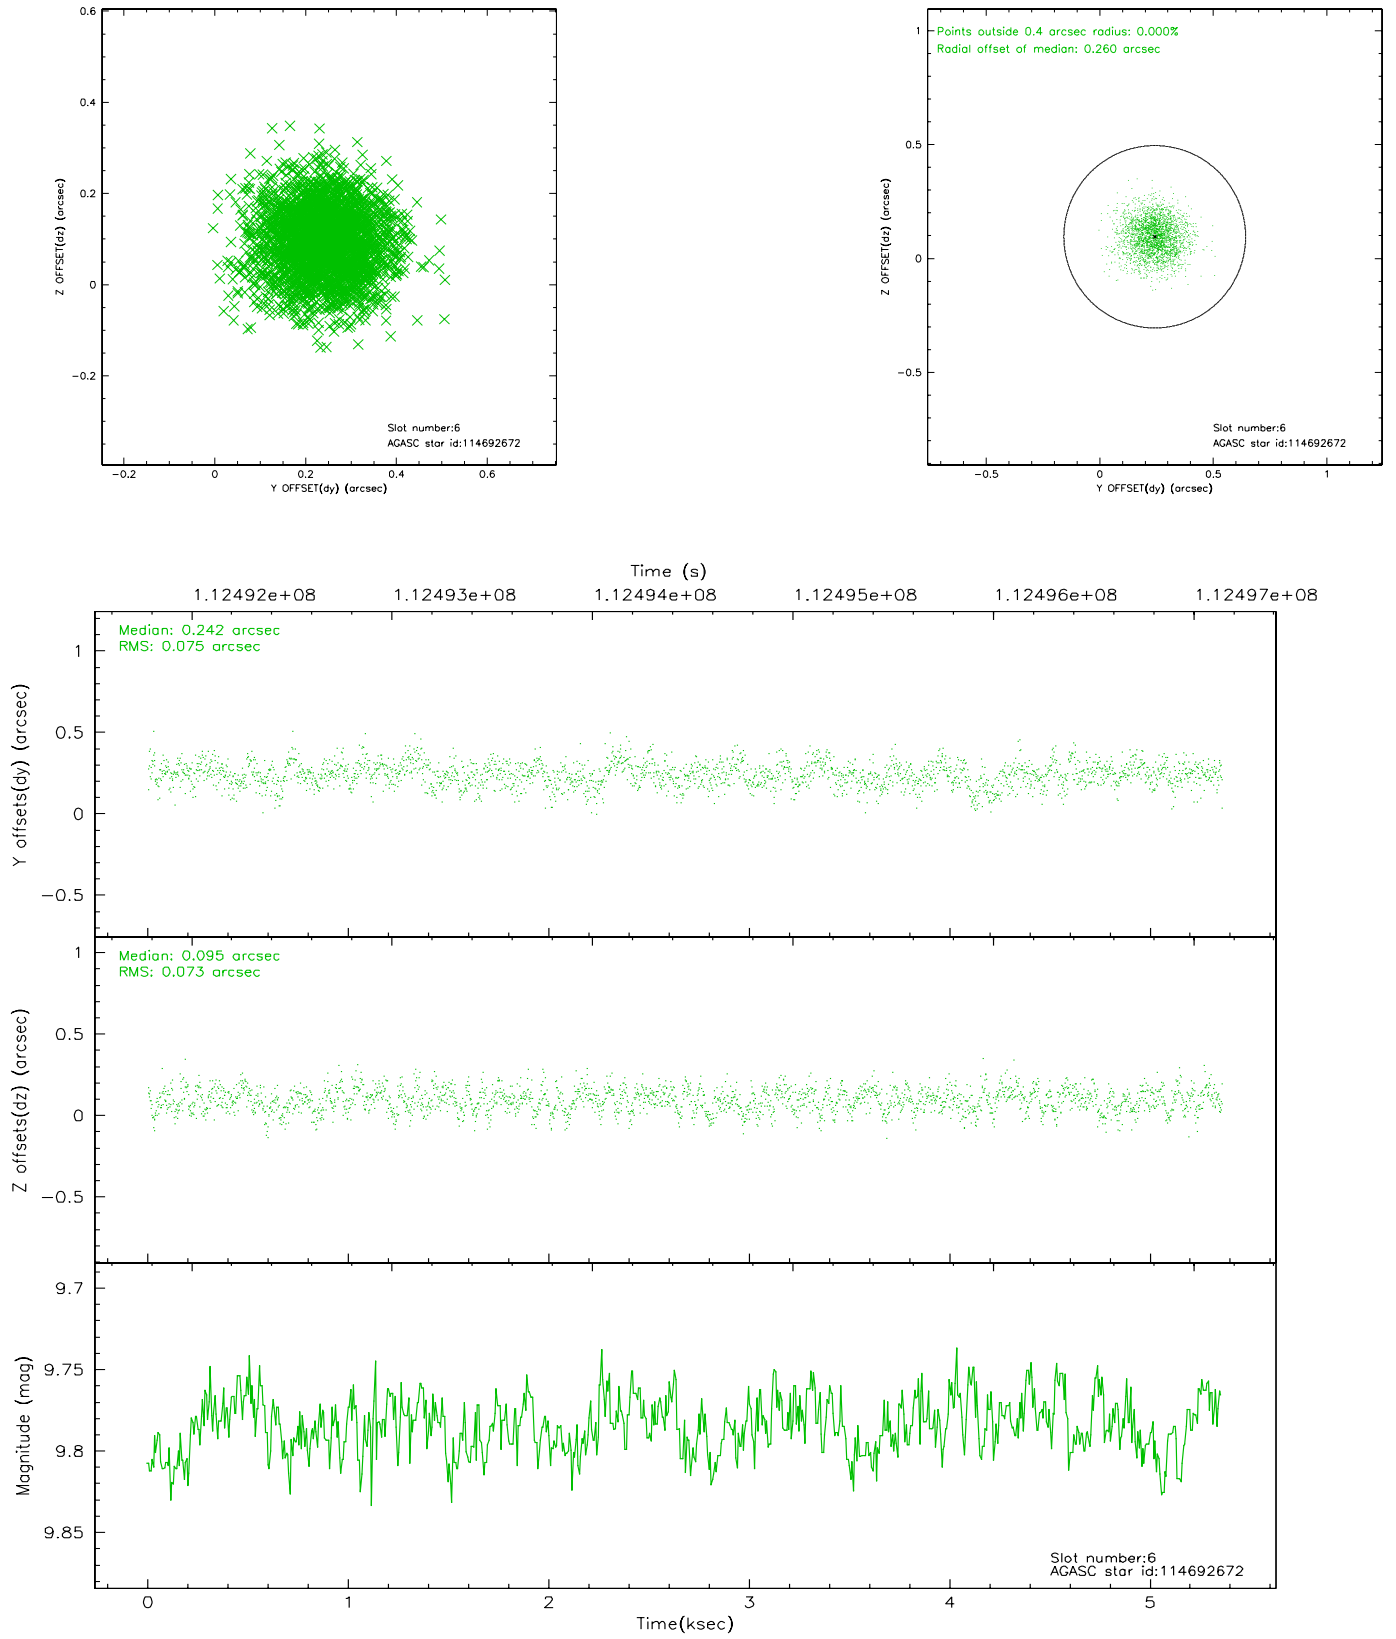 0.6
0.4
0.2
0
−0.2
Z OFFSET(dz) (arcsec)
Slot number:6
AGASC star id:114692672
−0.2 0 0.2 0.4 0.6
Y OFFSET(dy) (arcsec)
Points outside 0.4 arcsec radius: 0.000%
Radial offset of median: 0.260 arcsec
1
0.5
0
−0.5
Z OFFSET(dz) (arcsec)
Slot number:6
AGASC star id:114692672
−0.5 0 0.5 1
Y OFFSET(dy) (arcsec)
Time (s)
1.12492e+08 1.12493e+08 1.12494e+08 1.12495e+08 1.12496e+08 1.12497e+08
Median: 0.242 arcsec
RMS: 0.075 arcsec
1
0.5
0
−0.5
Y offsets(dy) (arcsec)
Median: 0.095 arcsec
RMS: 0.073 arcsec
1
0.5
0
−0.5
Z offsets(dz) (arcsec)
9.7
9.75
9.8
9.85
Magnitude (mag)
Slot number:6
AGASC star id:114692672
0 1 2 3 4 5
Time(ksec)